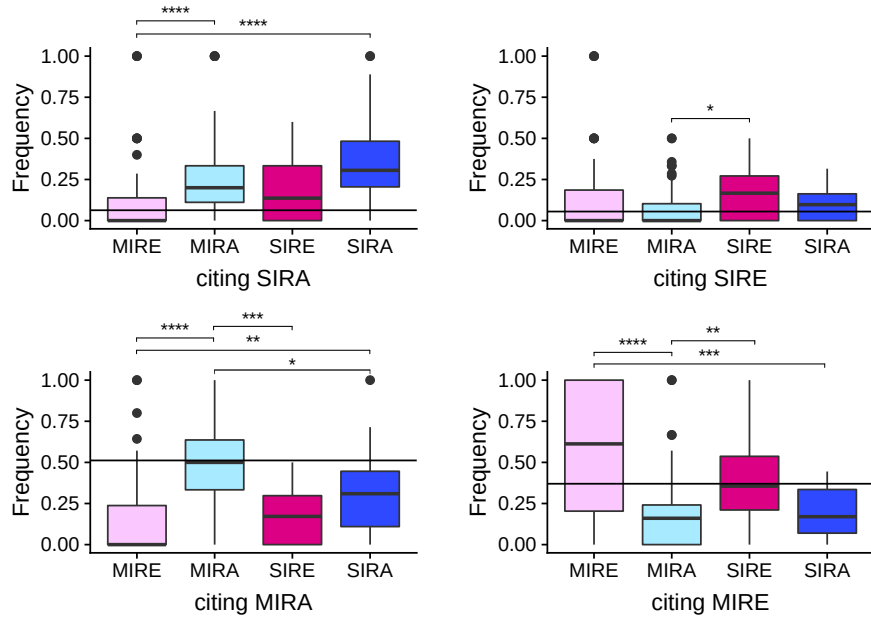 ****
****
1.00
0.75
0.50
0.25
0.00
Frequency
MIRE MIRA SIRE SIRA
citing SIRA
*
1.00
0.75
0.50
0.25
0.00
Frequency
MIRE MIRA SIRE SIRA
citing SIRE
***
****
**
*
1.00
0.75
0.50
0.25
0.00
Frequency
MIRE MIRA SIRE SIRA
citing MIRA
**
****
***
1.00
0.75
0.50
0.25
0.00
Frequency
MIRE MIRA SIRE SIRA
citing MIRE